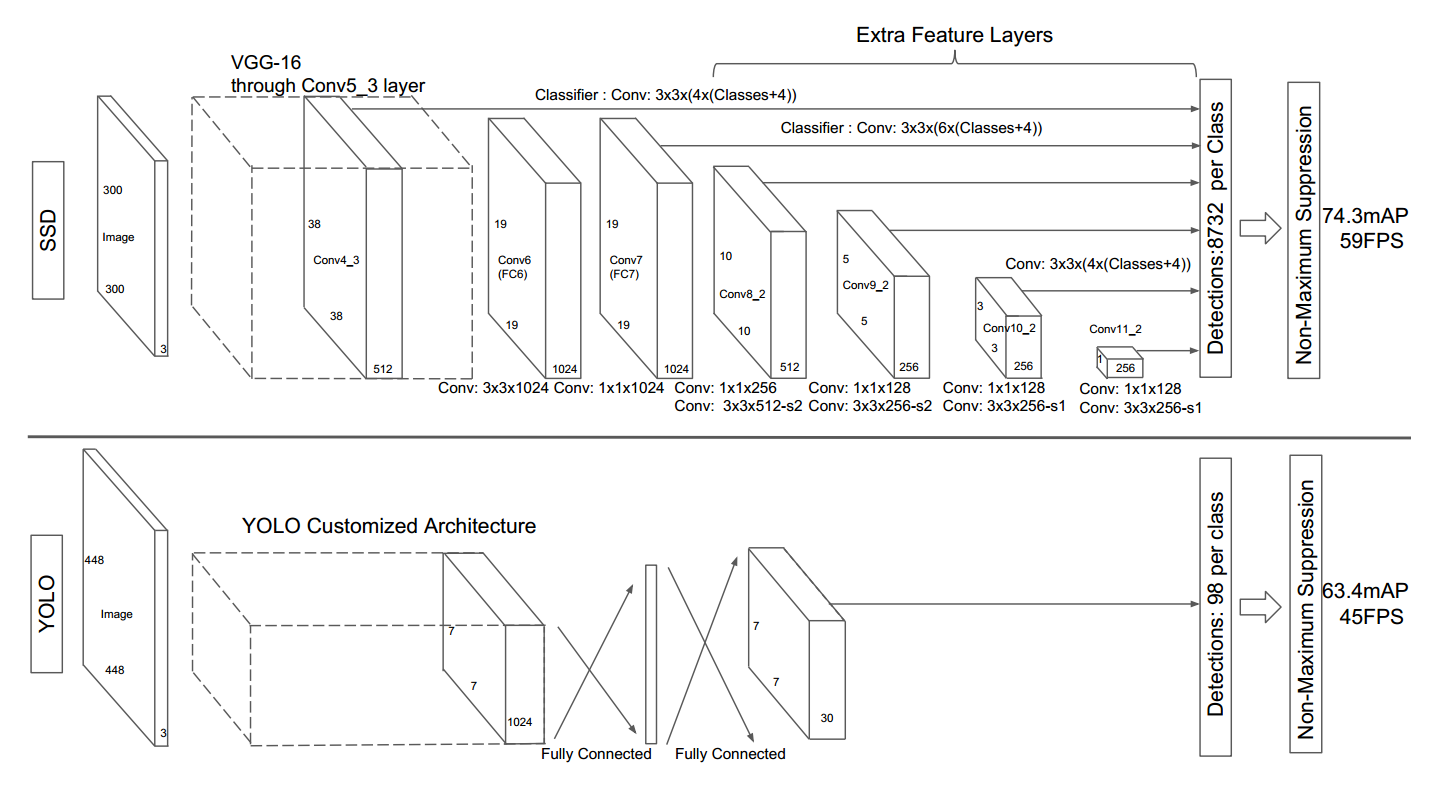 Extra Feature Layers
VGG-16
through Conv5_3 layer
Classifier : Conv: 3x3x(4x(Classes+4))
Classifier : Conv: 3x3x(6x(Classes+4))
SSD
300
Image
300
3
38
Conv4_3
38
512
19
Conv6
(FC6)
19
1024
19
Conv7
(FC7)
19
1024
10
Conv8_2
10
512
5
Conv9_2
5
256
Conv: 3x3x(4x(Classes+4))
3
Conv10_2
3
256
Conv11_2
1
256
Conv: 3x3x1024
Conv: 1x1x1024
Conv: 1x1x256
Conv: 3x3x512-s2
Conv: 1x1x128
Conv: 3x3x256-s2
Conv: 1x1x128
Conv: 3x3x256-s1
Conv: 1x1x128
Conv: 3x3x256-s1
Detections:8732 per Class
Non-Maximum Suppression
74.3mAP
59FPS
YOLO
448
Image
448
3
YOLO Customized Architecture
7
7
1024
Fully Connected
Fully Connected
7
7
30
Detections: 98 per class
Non-Maximum Suppression
63.4mAP
45FPS